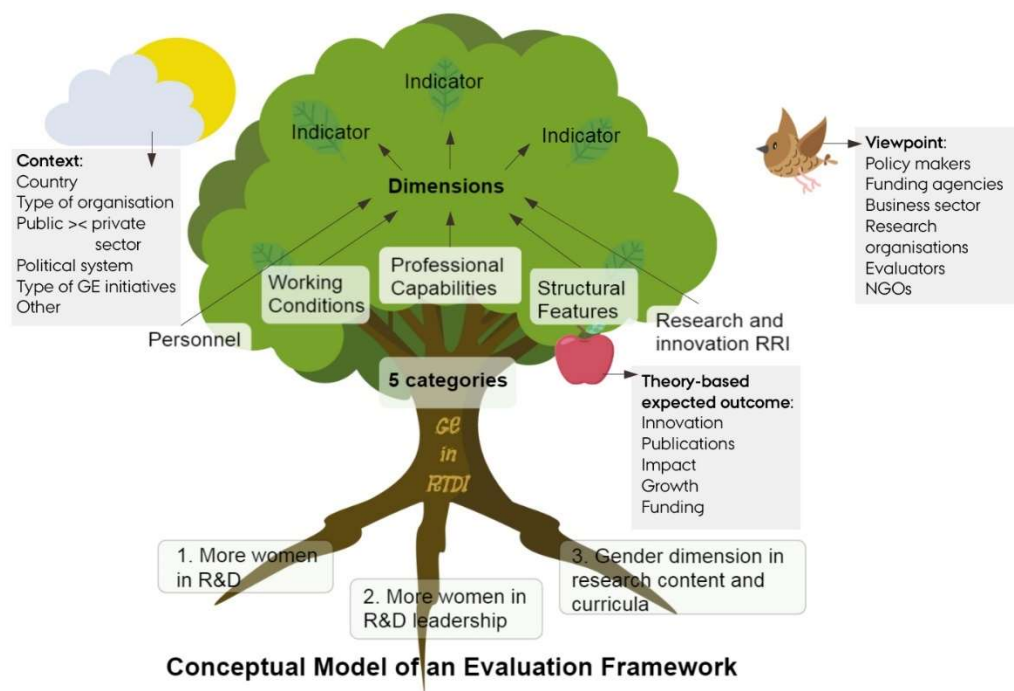 Indicator
Indicator
Indicator
Dimensions
Context:
Country
Type of organisation
Public >< private
sector
Political system
Type of GE initiatives
Other
Viewpoint:
Policy makers
Funding agencies
Business sector
Research
organisations
Evaluators
NGOs
Personnel
Working
Conditions
Professional
Capabilities
Structural
Features
Research and
innovation RRI
5 categories
Theory-based
expected outcome:
Innovation
Publications
Impact
Growth
Funding
GE
in
RTDI
1. More women
in R&D
2. More women in
R&D leadership
3. Gender dimension in
research content and
curricula
Conceptual Model of an Evaluation Framework